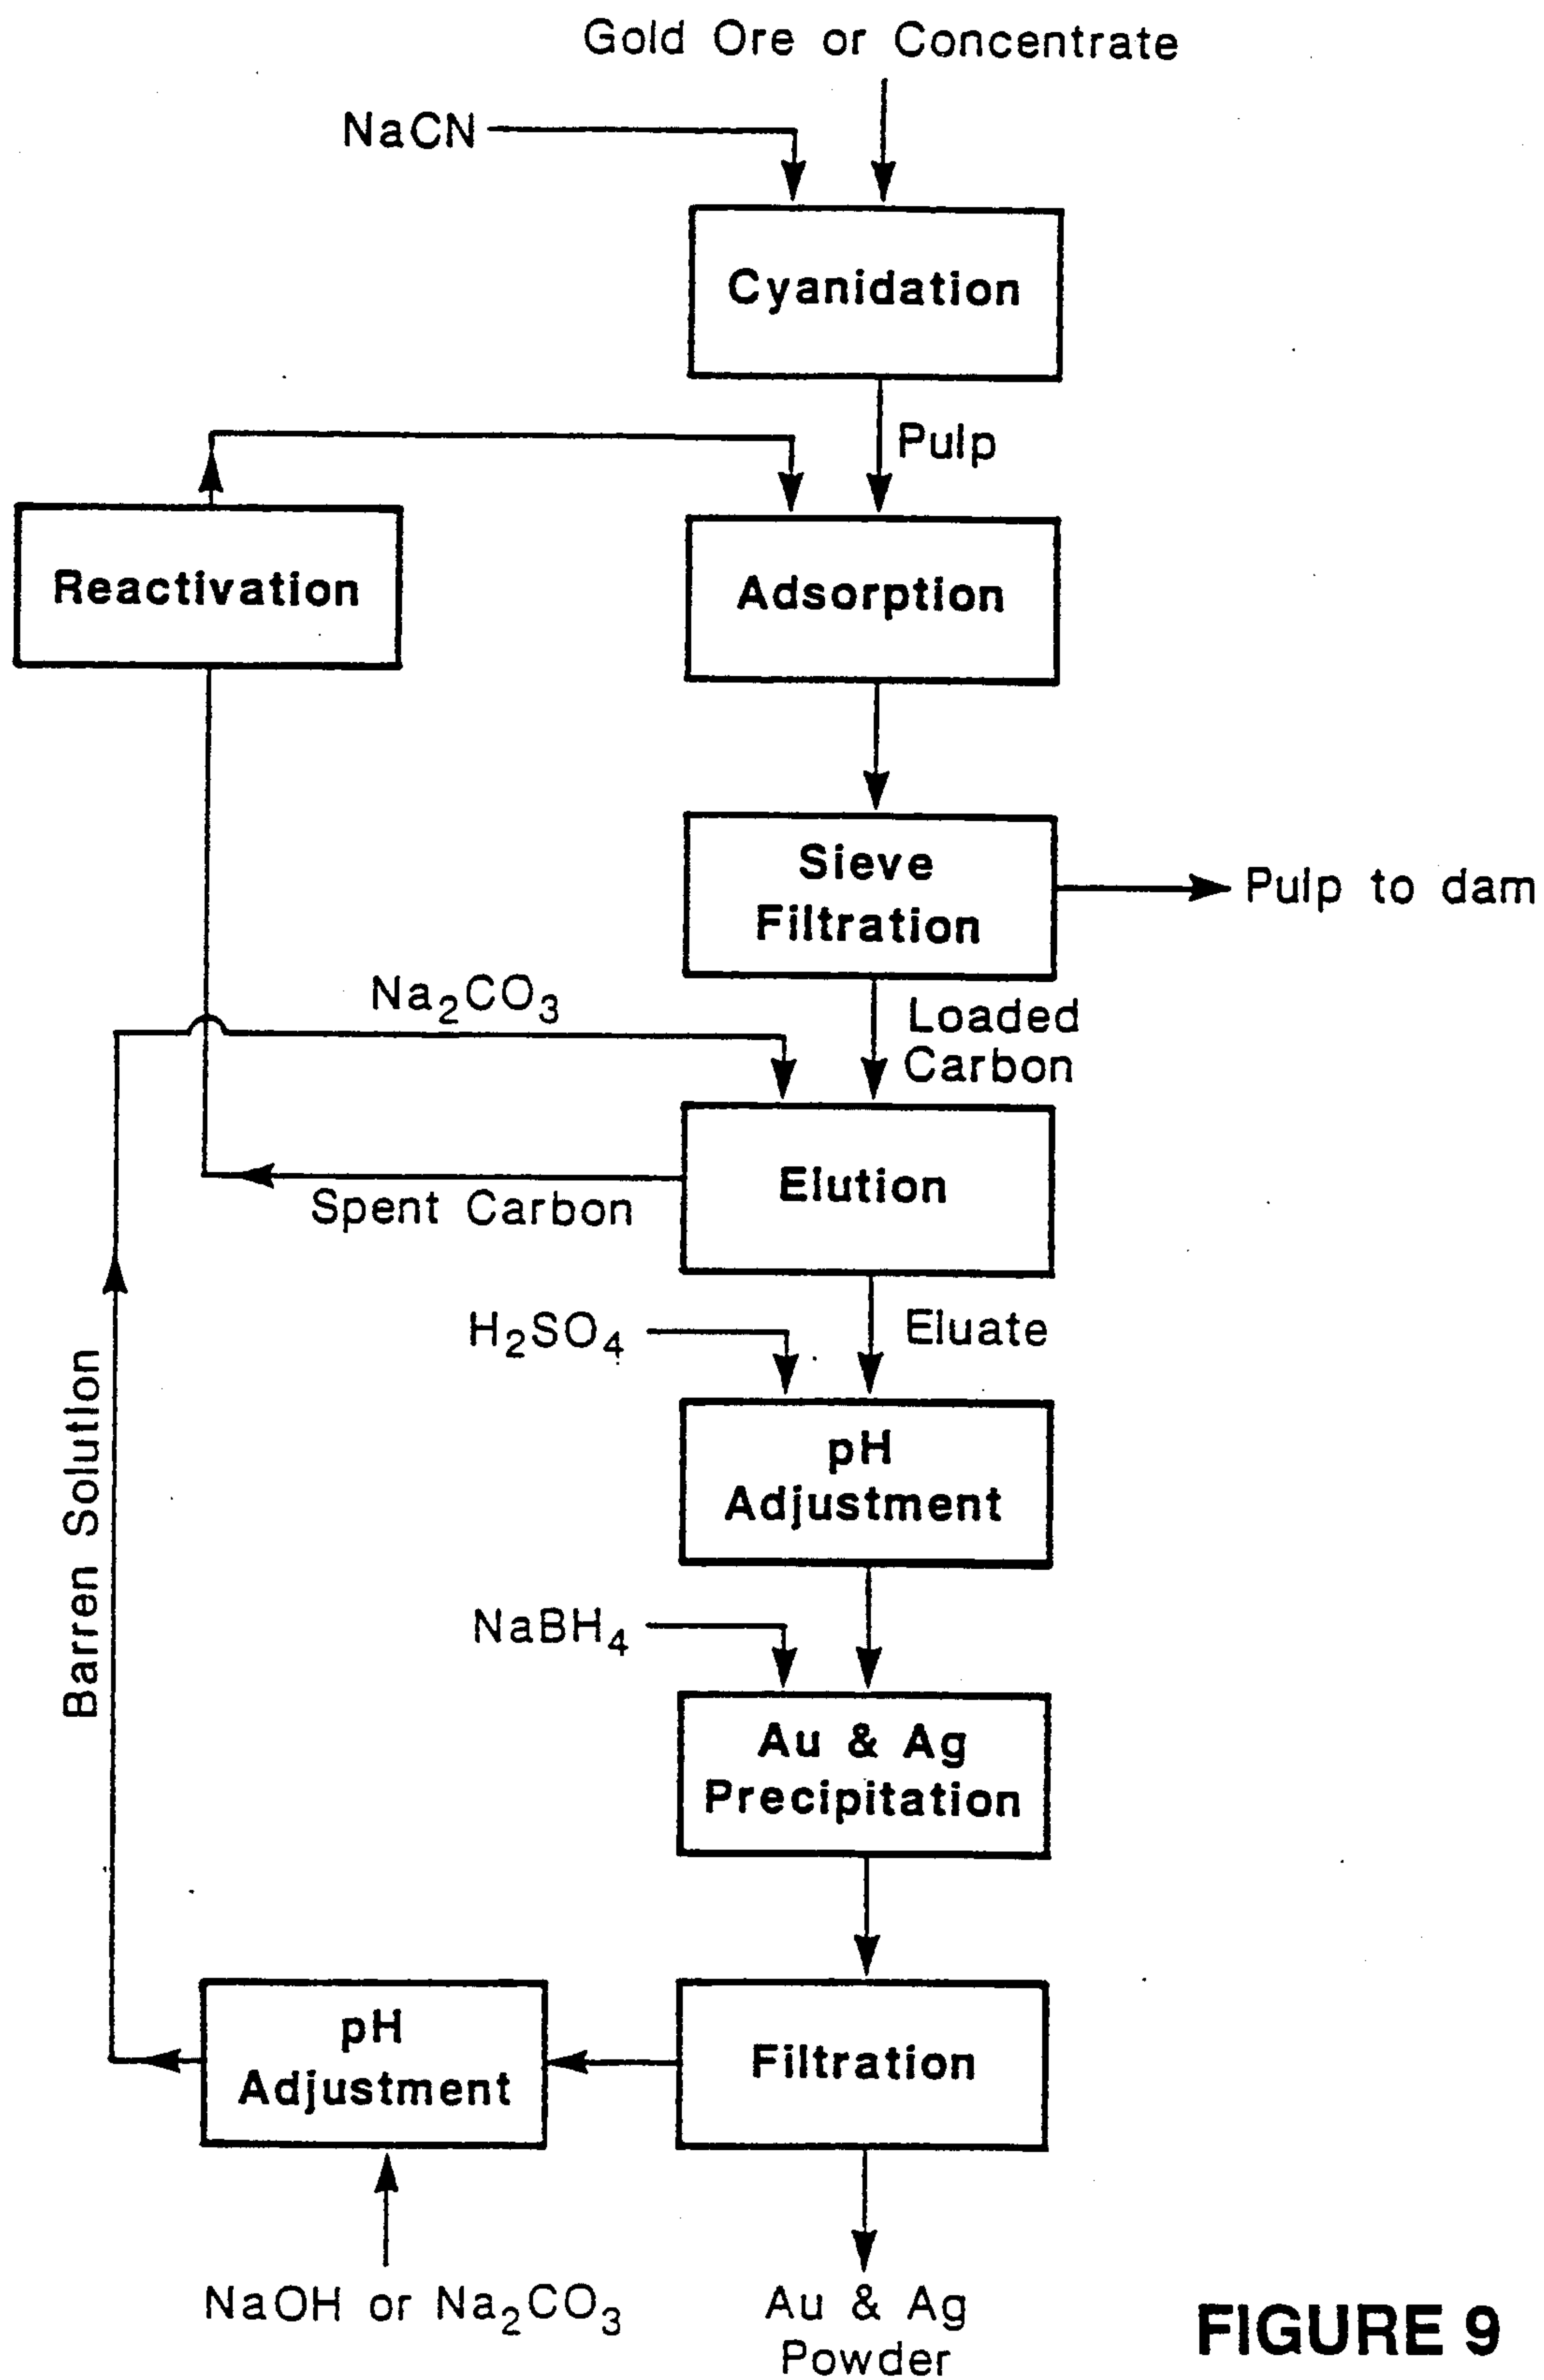 Gold Ore or Concentrate
NaCN
Cyanidation
Pulp
Reactivation
Adsorption
Sieve
Filtration
Pulp to dam
Na₂CO₃
Loaded
Carbon
Elution
Spent Carbon
H₂SO₄
Eluate
pH
Adjustment
Barren Solution
NaBH₄
Au & Ag
Precipitation
pH
Adjustment
Filtration
NaOH or Na₂CO₃
Au & Ag
Powder
FIGURE 9